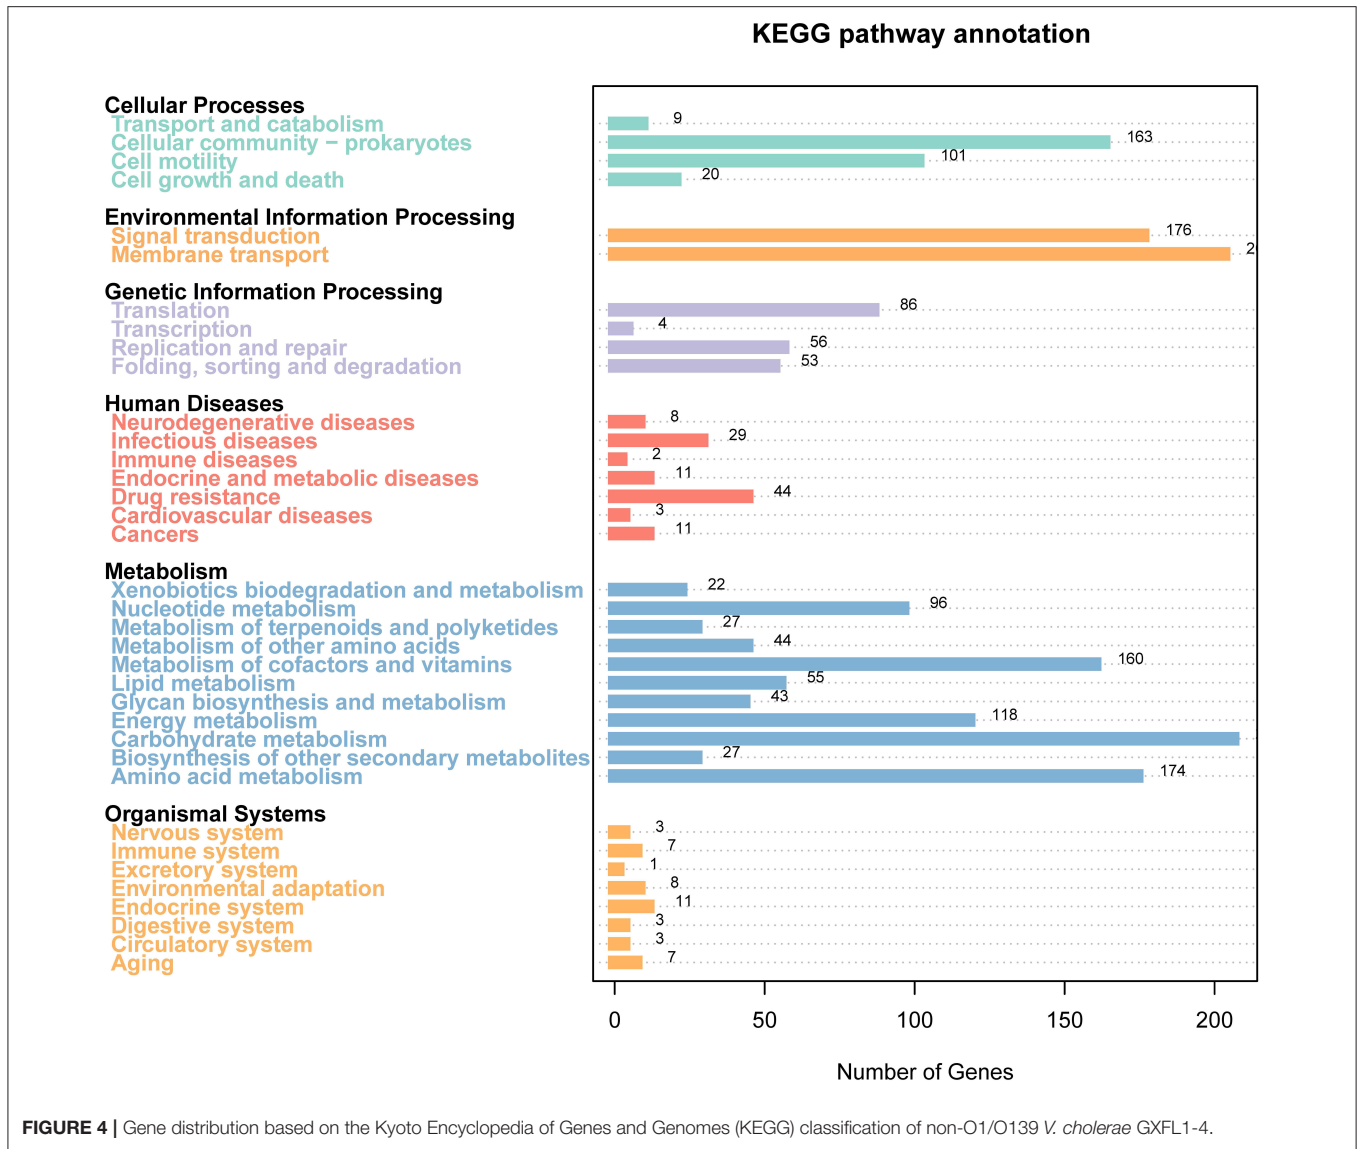 KEGG pathway annotation
Cellular Processes
Transport and catabolism 9
Cellular community − prokaryotes 163
Cell motility 101
Cell growth and death 20
Environmental Information Processing
Signal transduction 176
Membrane transport 2
Genetic Information Processing
Translation 86
Transcription 4
Replication and repair 56
Folding, sorting and degradation 53
Human Diseases
Neurodegenerative diseases 8
Infectious diseases 29
Immune diseases 2
Endocrine and metabolic diseases 11
Drug resistance 44
Cardiovascular diseases 3
Cancers 11
Metabolism
Xenobiotics biodegradation and metabolism 22
Nucleotide metabolism 96
Metabolism of terpenoids and polyketides 27
Metabolism of other amino acids 44
Metabolism of cofactors and vitamins 160
Lipid metabolism 55
Glycan biosynthesis and metabolism 43
Energy metabolism 118
Carbohydrate metabolism
Biosynthesis of other secondary metabolites 27
Amino acid metabolism 174
Organismal Systems
Nervous system 3
Immune system 7
Excretory system 1
Environmental adaptation 8
Endocrine system 11
Digestive system 3
Circulatory system 3
Aging 7
0 50 100 150 200
Number of Genes
FIGURE 4 | Gene distribution based on the Kyoto Encyclopedia of Genes and Genomes (KEGG) classification of non-O1/O139 V. cholerae GXFL1-4.